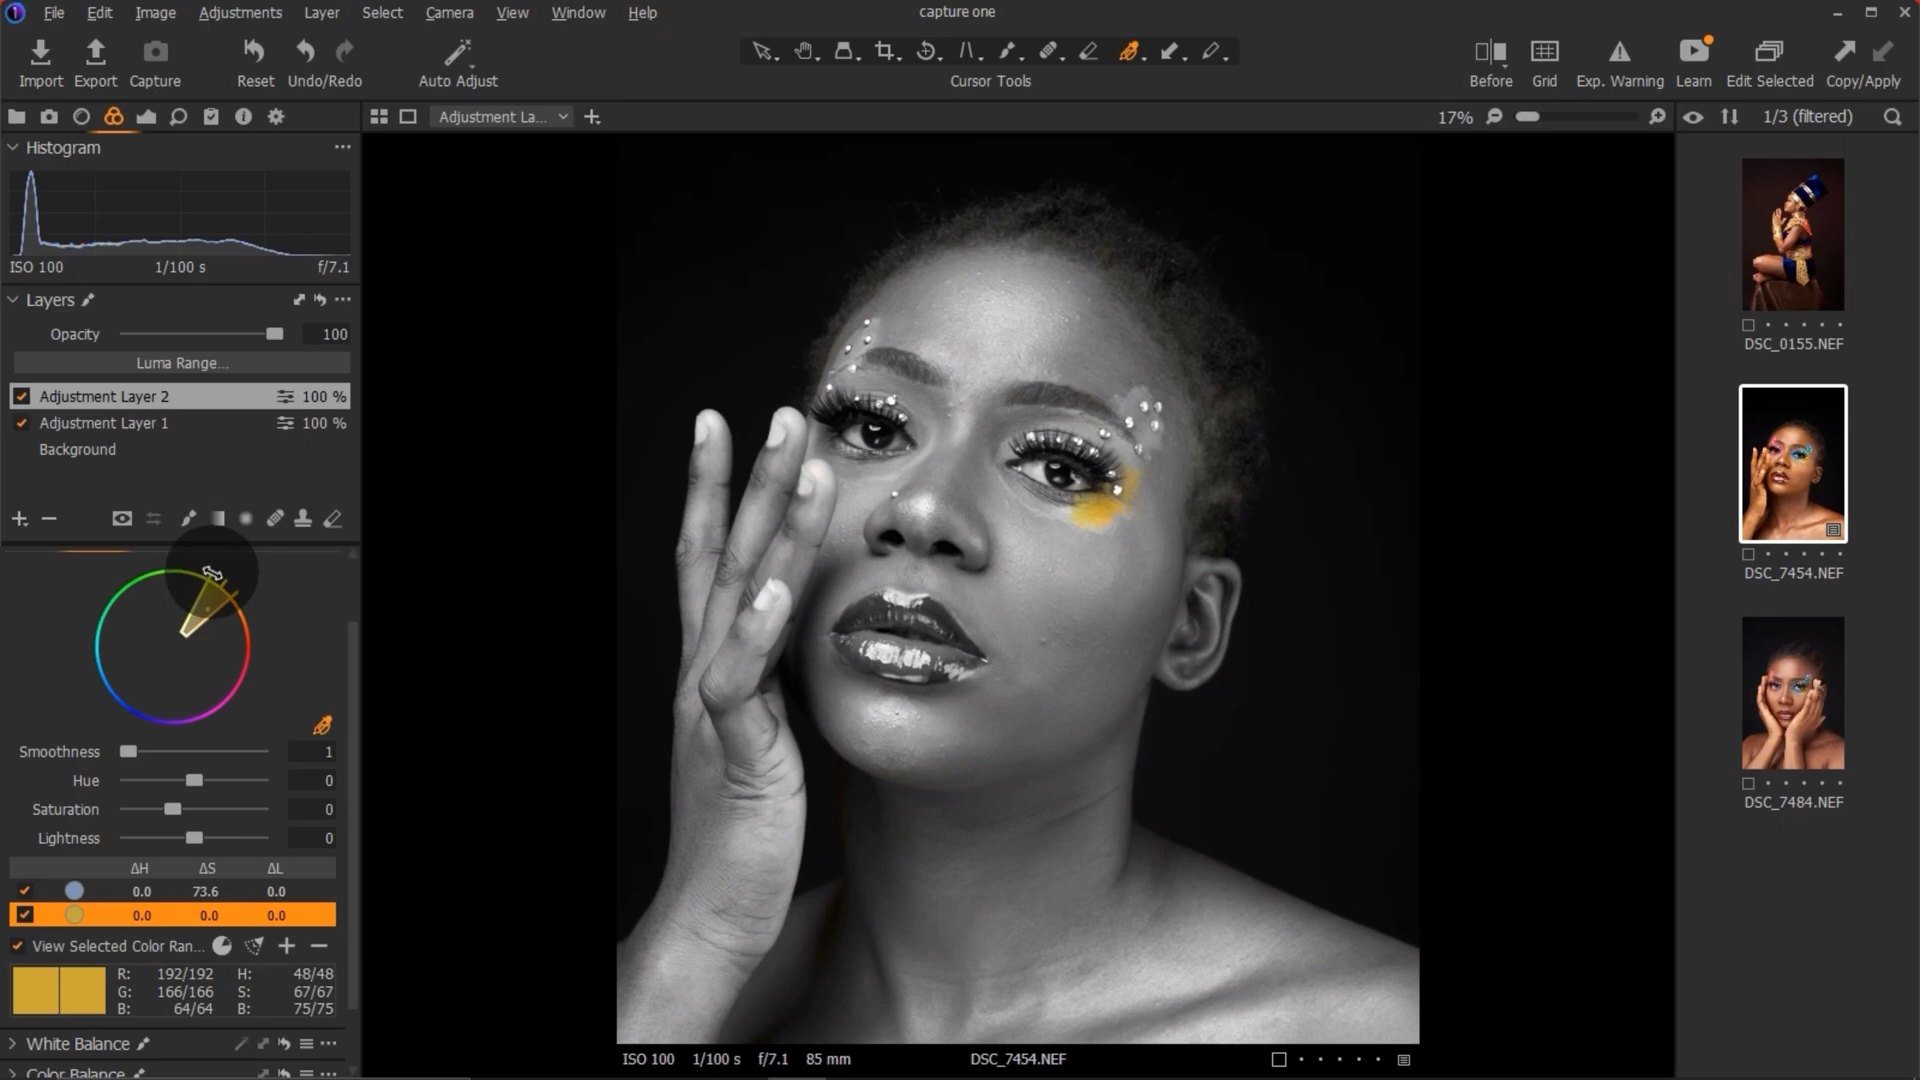 File Edit Image Adjustments Layer Select Camera View Window Help
capture one
Import Export Capture Reset Undo/Redo Auto Adjust
Cursor Tools
Before Grid Exp. Warning Learn Edit Selected Copy/Apply
Adjustment La...
17%
1/3 (filtered)
Histogram
ISO 100 1/100 s f/7.1
Layers
Opacity 100
Luma Range...
Adjustment Layer 2 100 %
Adjustment Layer 1 100 %
Background
Smoothness 1
Hue 0
Saturation 0
Lightness 0
ΔH ΔS ΔL
0.0 73.6 0.0
0.0 0.0 0.0
View Selected Color Ran...
R: 192/192 H: 48/48
G: 166/166 S: 67/67
B: 64/64 B: 75/75
White Balance
Color Balance
ISO 100 1/100 s f/7.1 85 mm DSC_7454.NEF
DSC_0155.NEF
DSC_7454.NEF
DSC_7484.NEF